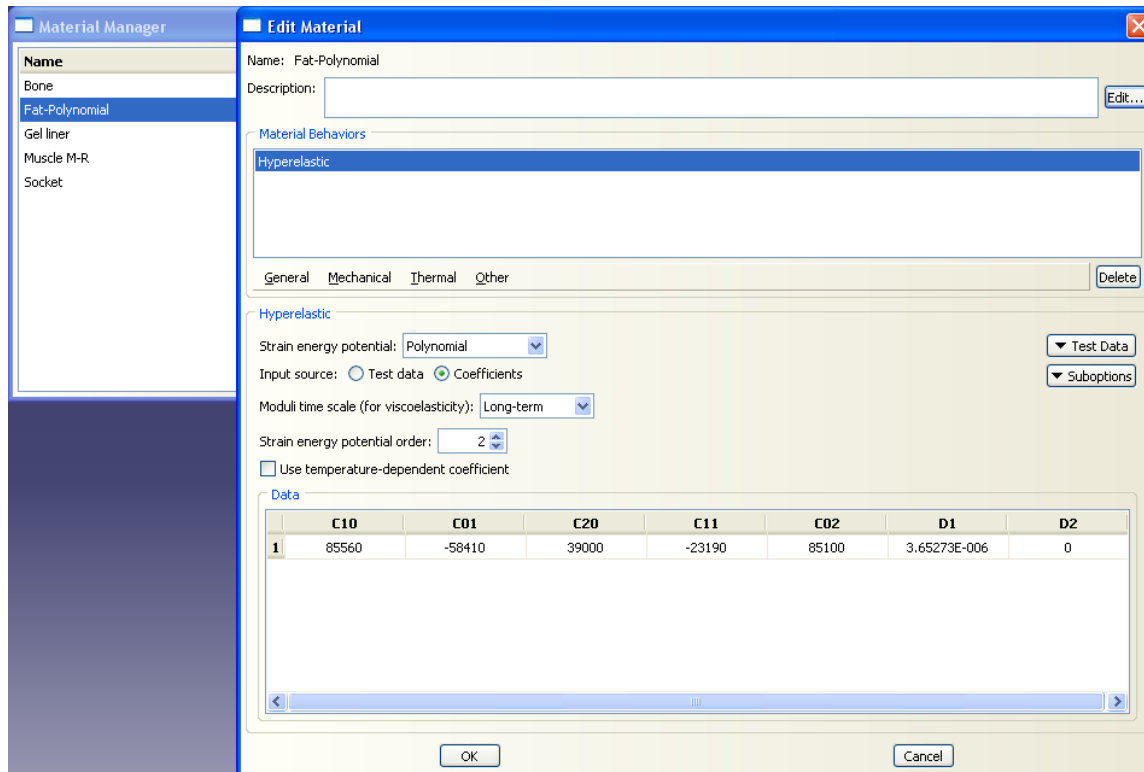 Material Manager
Name
Bone
Fat-Polynomial
Gel liner
Muscle M-R
Socket
Edit Material
Name: Fat-Polynomial
Description:
Edit...
Material Behaviors
Hyperelastic
General Mechanical Thermal Other
Delete
Hyperelastic
Strain energy potential: Polynomial
Test Data
Input source: Test data Coefficients
Suboptions
Moduli time scale (for viscoelasticity): Long-term
Strain energy potential order: 2
Use temperature-dependent coefficient
Data
C10 C01 C20 C11 C02 D1 D2
1 85560 -58410 39000 -23190 85100 3.65273E-006 0
OK Cancel